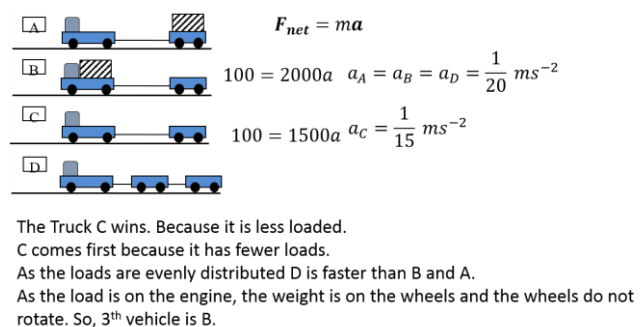 A
F_net = ma
B
100 = 2000a a_A = a_B = a_D = 1/20 ms⁻²
C
100 = 1500a a_C = 1/15 ms⁻²
D
The Truck C wins. Because it is less loaded.
C comes first because it has fewer loads.
As the loads are evenly distributed D is faster than B and A.
As the load is on the engine, the weight is on the wheels and the wheels do not
rotate. So, 3th vehicle is B.